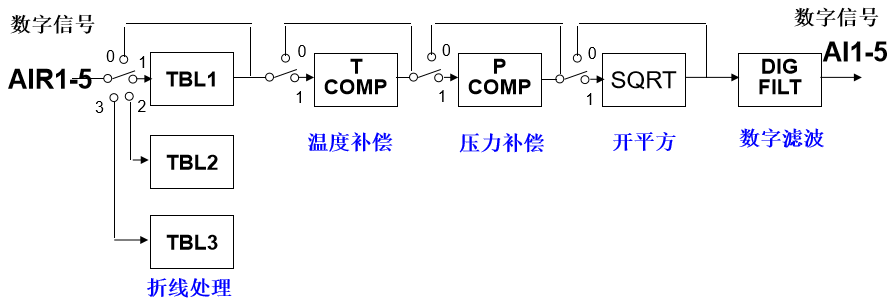 数字信号
数字信号
AIR1-5
0
1
3
2
TBL1
0
1
T
COMP
0
1
P
COMP
0
1
SQRT
DIG
FILT
AI1-5
温度补偿
压力补偿
开平方
数字滤波
TBL2
TBL3
折线处理